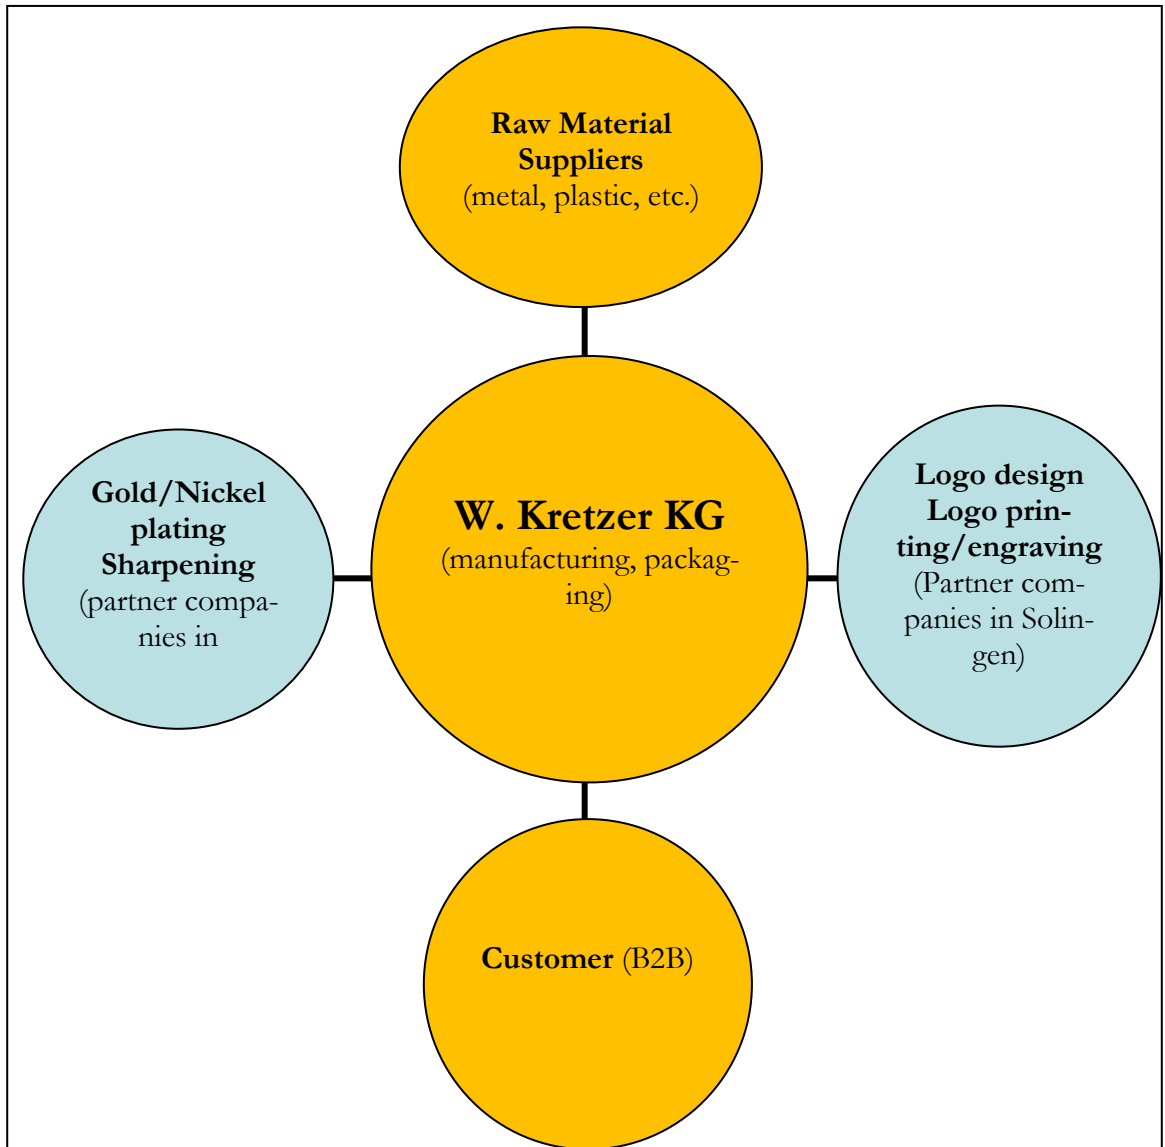 Raw Material
Suppliers
(metal, plastic, etc.)
Gold/Nickel
plating
Sharpening
(partner compa-
nies in
W. Kretzer KG
(manufacturing, packag-
ing)
Logo design
Logo prin-
ting/engraving
(Partner com-
panies in Solin-
gen)
Customer (B2B)